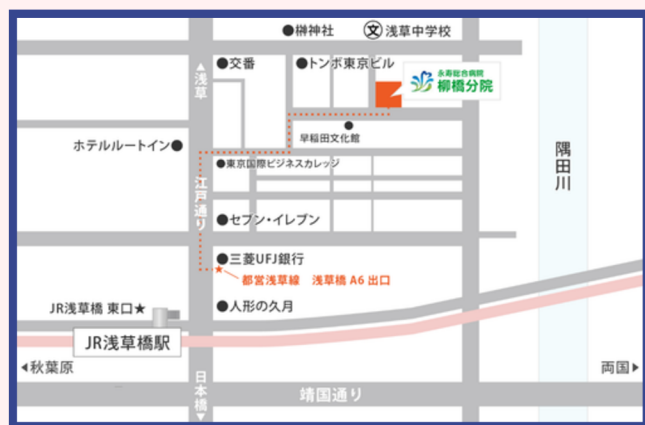 ●榊神社
文 浅草中学校
▲浅草
●交番
●トンボ東京ビル
永寿総合病院
柳橋分院
早稲田文化館
ホテルルートイン●
●東京国際ビジネスカレッジ
隅田川
江戸通り
●セブン・イレブン
●三菱UFJ銀行
★都営浅草線 浅草橋 A6 出口
JR浅草橋 東口★
●人形の久月
JR浅草橋駅
◀秋葉原
両国▶
日本橋▼
靖国通り